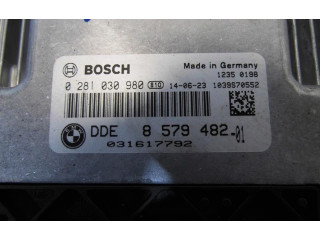 BOSCH
Made in Germany
1235 0198
0 281 030 980 B10 14-06-23 1039S70552
DDE 8 579 482-01
031617792